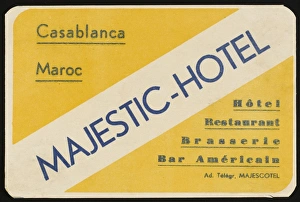 Casablanca
Maroc
MAJESTIC-HOTEL
Hôtel
Restaurant
Brasserie
Bar Américain
Ad. Télégr. MAJESCOTEL